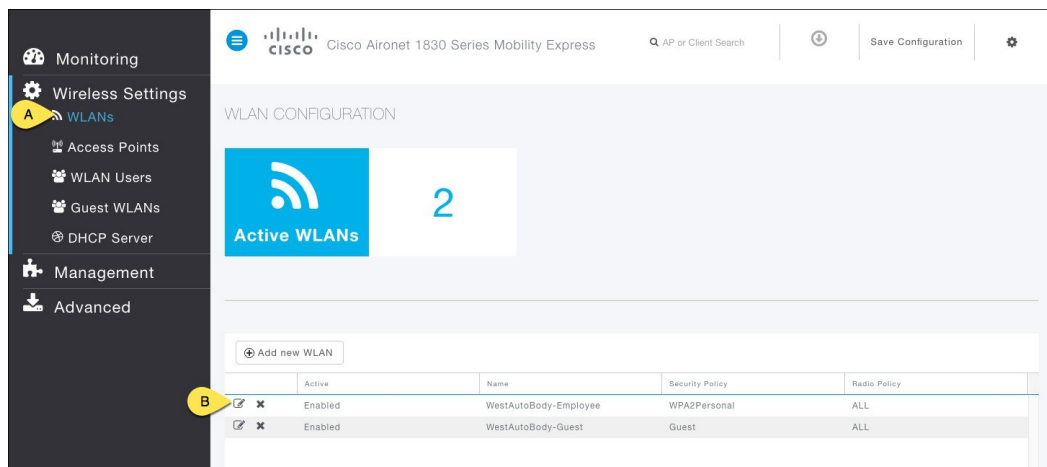 Monitoring
Wireless Settings
A
WLANs
Access Points
WLAN Users
Guest WLANs
DHCP Server
Management
Advanced
CISCO Cisco Aironet 1830 Series Mobility Express
AP or Client Search
Save Configuration
WLAN CONFIGURATION
Active WLANs
2
Add new WLAN
Active Name Security Policy Radio Policy
B
Enabled WestAutoBody-Employee WPA2Personal ALL
Enabled WestAutoBody-Guest Guest ALL